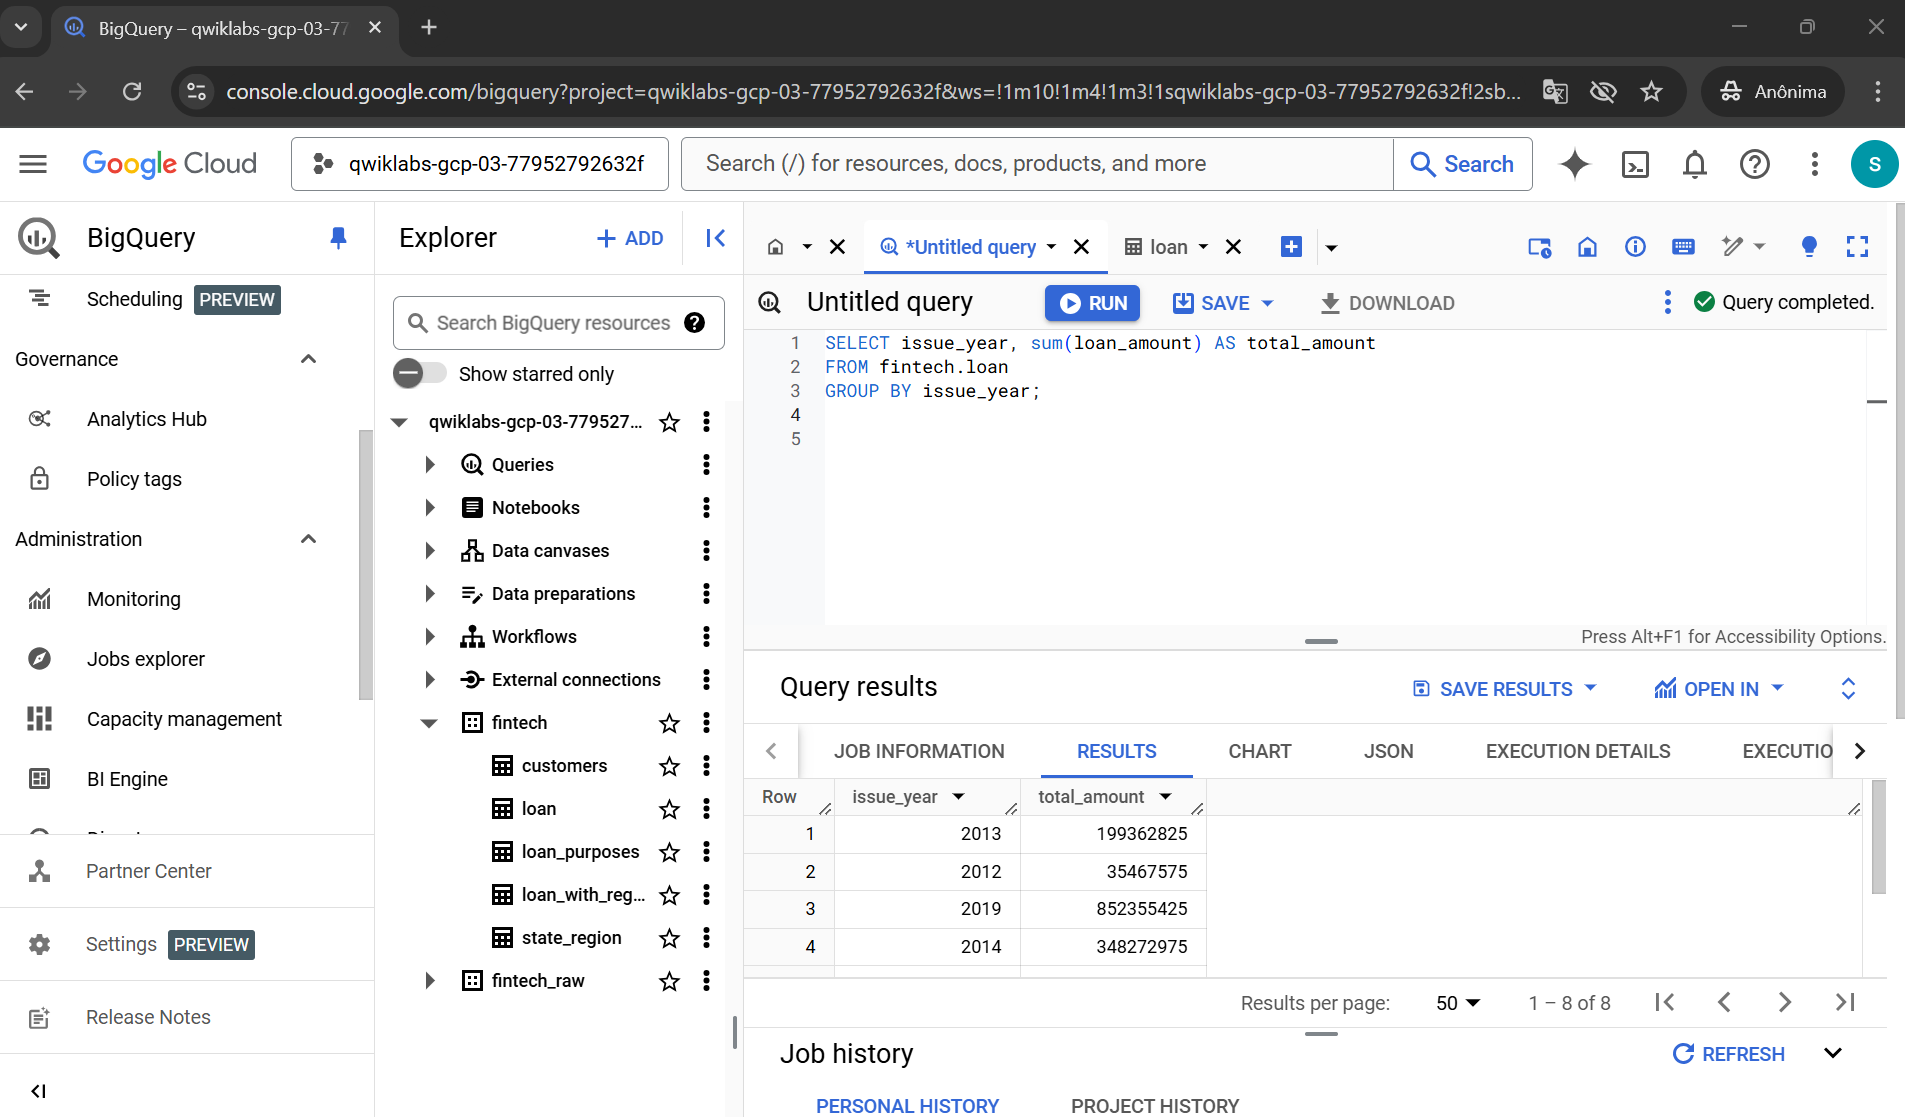 BigQuery – qwiklabs-gcp-03-77
console.cloud.google.com/bigquery?project=qwiklabs-gcp-03-77952792632f&ws=!1m10!1m4!1m3!1sqwiklabs-gcp-03-77952792632f!2sb...
Anônima
Google Cloud
qwiklabs-gcp-03-77952792632f
Search (/) for resources, docs, products, and more
Search
S
BigQuery
Scheduling PREVIEW
Governance
Analytics Hub
Policy tags
Administration
Monitoring
Jobs explorer
Capacity management
BI Engine
Partner Center
Settings PREVIEW
Release Notes
Explorer
+ ADD
Search BigQuery resources
Show starred only
qwiklabs-gcp-03-779527...
Queries
Notebooks
Data canvases
Data preparations
Workflows
External connections
fintech
customers
loan
loan_purposes
loan_with_reg...
state_region
fintech_raw
*Untitled query
loan
Untitled query
RUN
SAVE
DOWNLOAD
Query completed.
1 SELECT issue_year, sum(loan_amount) AS total_amount
2 FROM fintech.loan
3 GROUP BY issue_year;
4
5
Press Alt+F1 for Accessibility Options.
Query results
SAVE RESULTS
OPEN IN
JOB INFORMATION RESULTS CHART JSON EXECUTION DETAILS EXECUTIO
Row issue_year total_amount
1 2013 199362825
2 2012 35467575
3 2019 852355425
4 2014 348272975
Results per page: 50 1 – 8 of 8
Job history
REFRESH
PERSONAL HISTORY PROJECT HISTORY